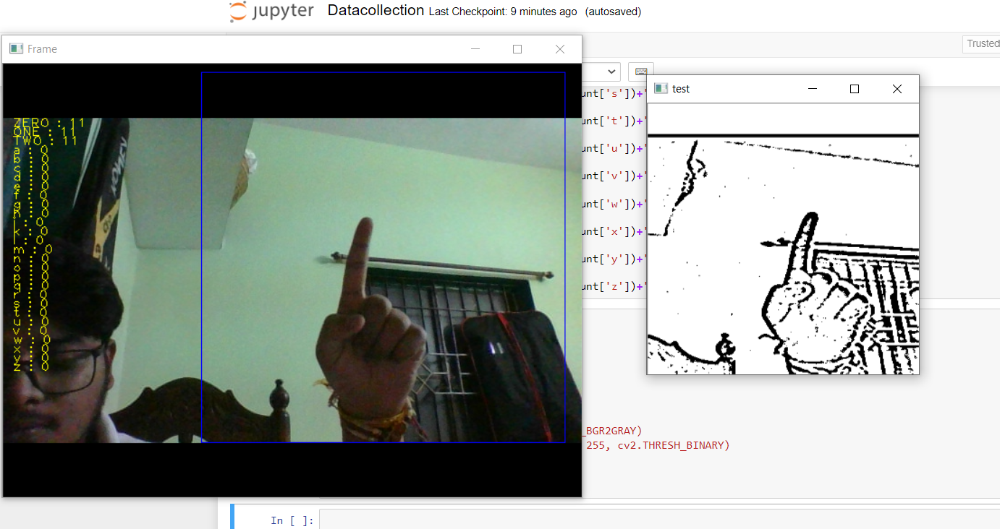 jupyter Datacollection Last Checkpoint: 9 minutes ago (autosaved)
Trusted
Frame
ZERO : 11
ONE : 11
TWO : 11
a : 0
b : 0
c : 0
d : 0
e : 0
f : 0
g : 0
h : 0
i : 0
k : 0
l : 0
m : 0
n : 0
o : 0
p : 0
q : 0
r : 0
s : 0
t : 0
u : 0
v : 0
w : 0
x : 0
y : 0
z : 0
YONEX
test
unt['s'])+"
unt['t'])+"
unt['u'])+"
unt['v'])+"
unt['w'])+"
unt['x'])+"
unt['y'])+"
unt['z'])+"
_BGR2GRAY)
255, cv2.THRESH_BINARY)
In [ ]: